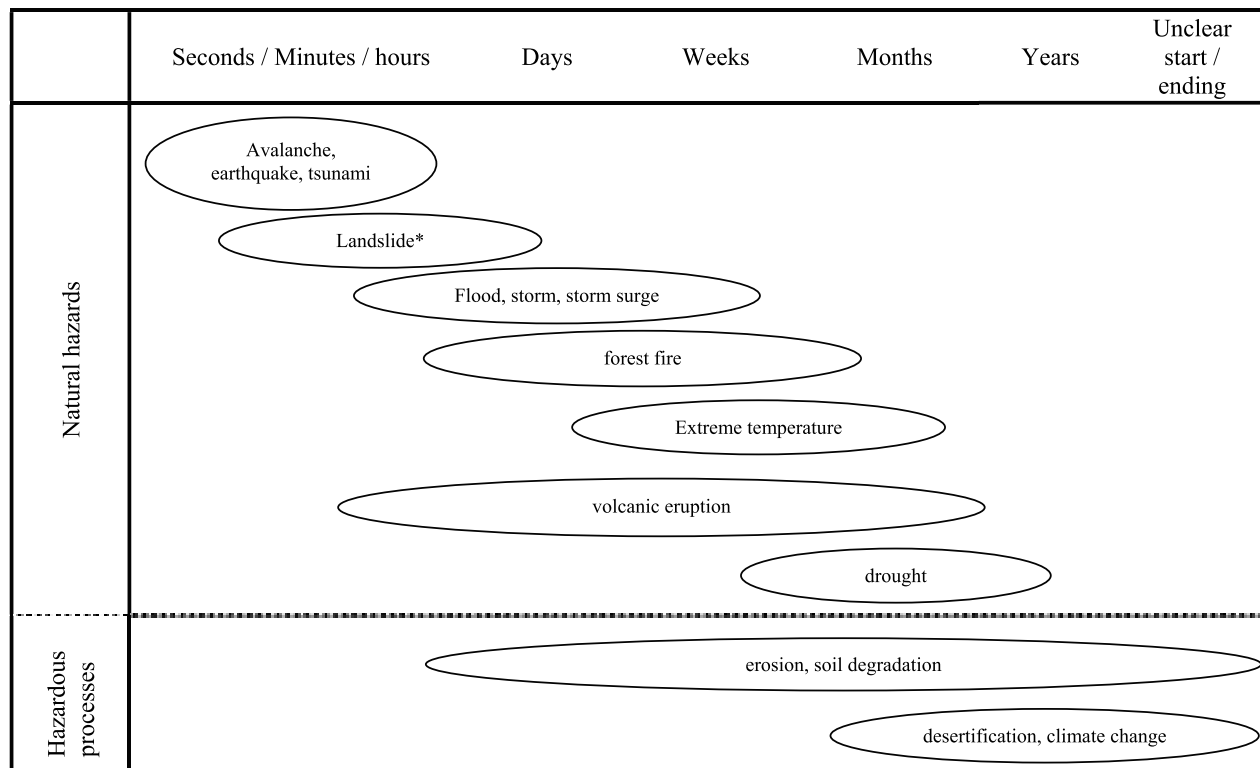 Seconds / Minutes / hours
Days
Weeks
Months
Years
Unclear
start /
ending
Natural hazards
Avalanche,
earthquake, tsunami
Landslide*
Flood, storm, storm surge
forest fire
Extreme temperature
volcanic eruption
drought
Hazardous
processes
erosion, soil degradation
desertification, climate change